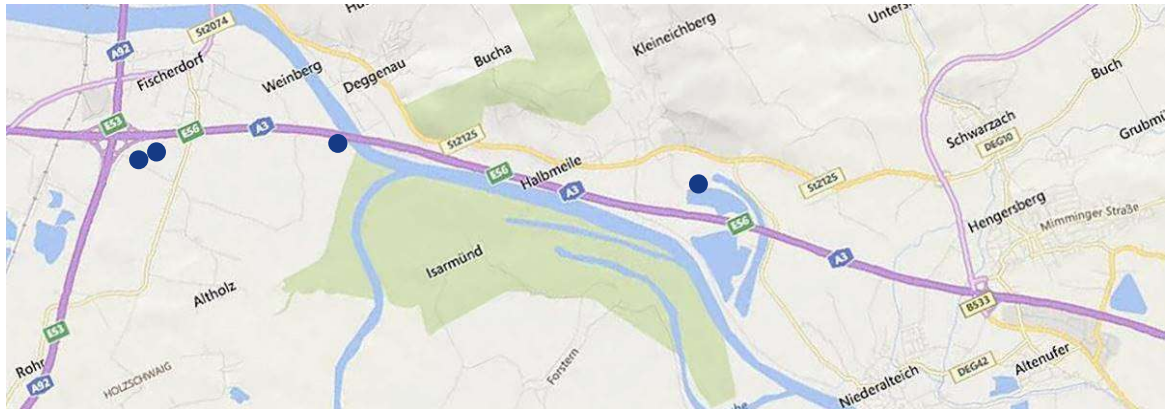 St2074
Unters
A92
Bucha
Kleineichberg
Deggenau
Weinberg
Fischerdorf
Buch
E53
E56
A3
St2125
Schwarzach
DEG10
Grubmi
Halbmeile
E56
A3
St2125
Hengersberg
Mimminger Straße
E56
A3
Isarmünd
Altholz
B533
E53
Rohr
A92
HOLZSCHWAIG
Forstern
DEG42
Altenufer
Niederalteich